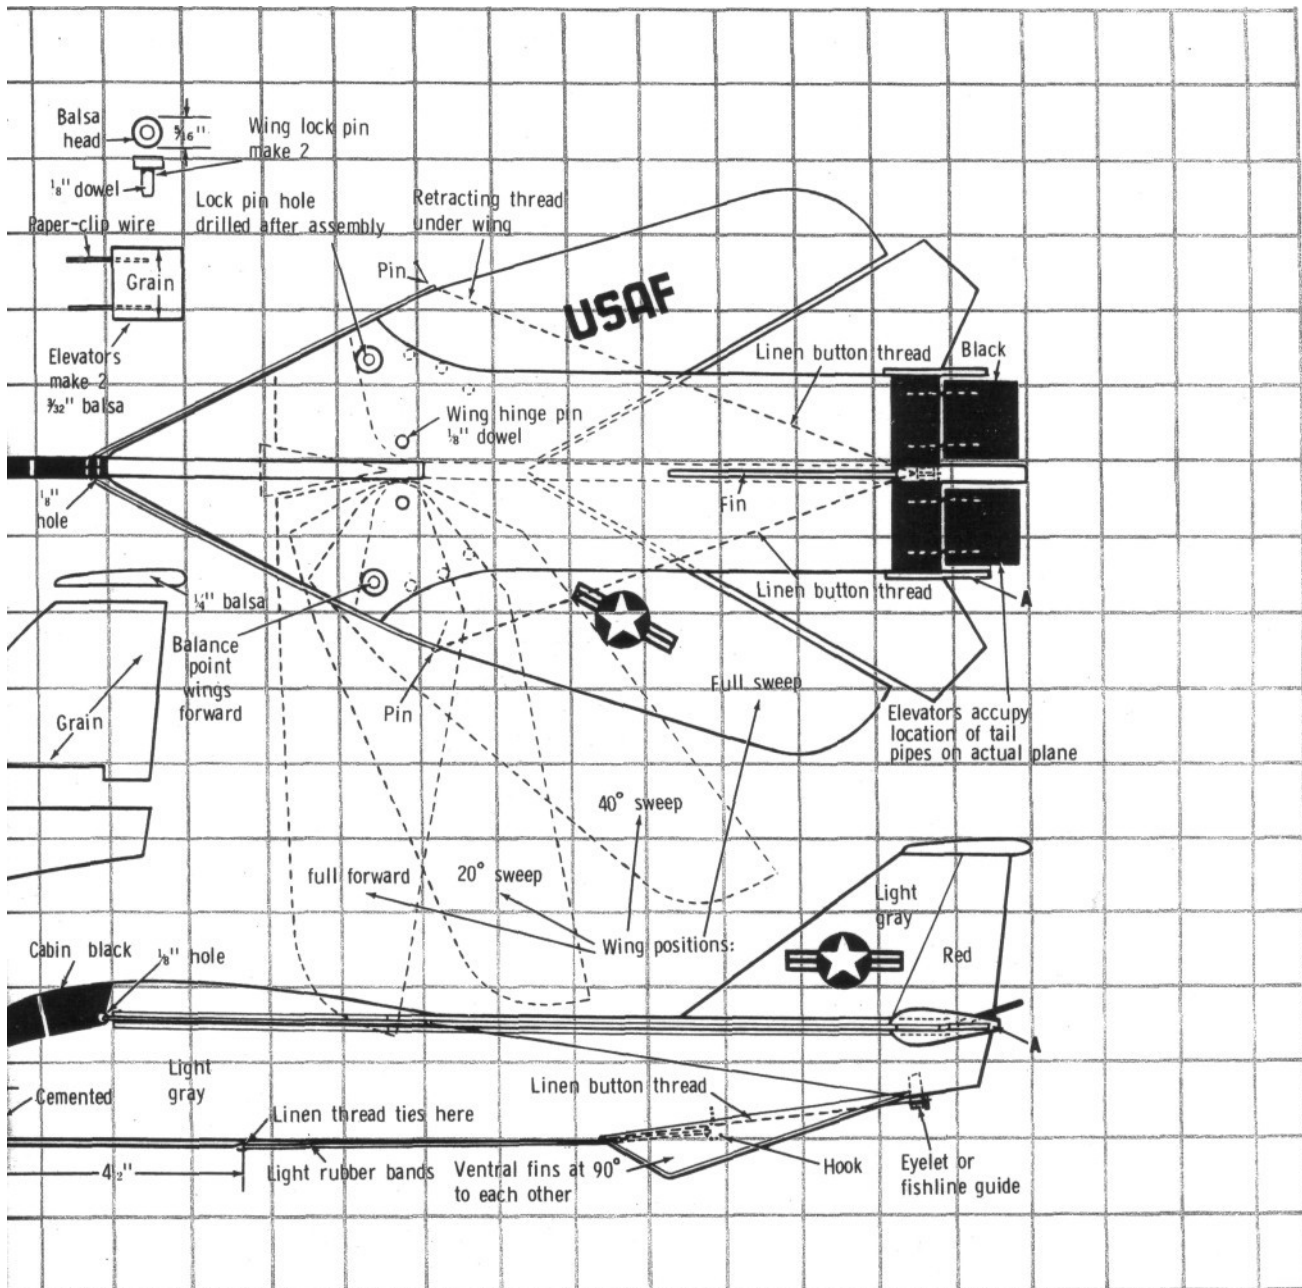 Balsa
head
5/16"
Wing lock pin
make 2
1/8" dowel
Paper-clip wire
Grain
Elevators
make 2
3/32" balsa
Lock pin hole
drilled after assembly
Retracting thread
under wing
Pin
USAF
Linen button thread
Black
Wing hinge pin
1/8" dowel
1/8"
hole
Fin
Linen button thread
A
1/4" balsa
Balance
point
wings
forward
Grain
Pin
Full sweep
Elevators accupy
location of tail
pipes on actual plane
40° sweep
20° sweep
full forward
Wing positions:
Light
gray
Red
Cabin black
1/8" hole
A
Light
gray
Cemented
Linen button thread
Linen thread ties here
Light rubber bands
Ventral fins at 90°
to each other
Hook
Eyelet or
fishline guide
4 1/2"